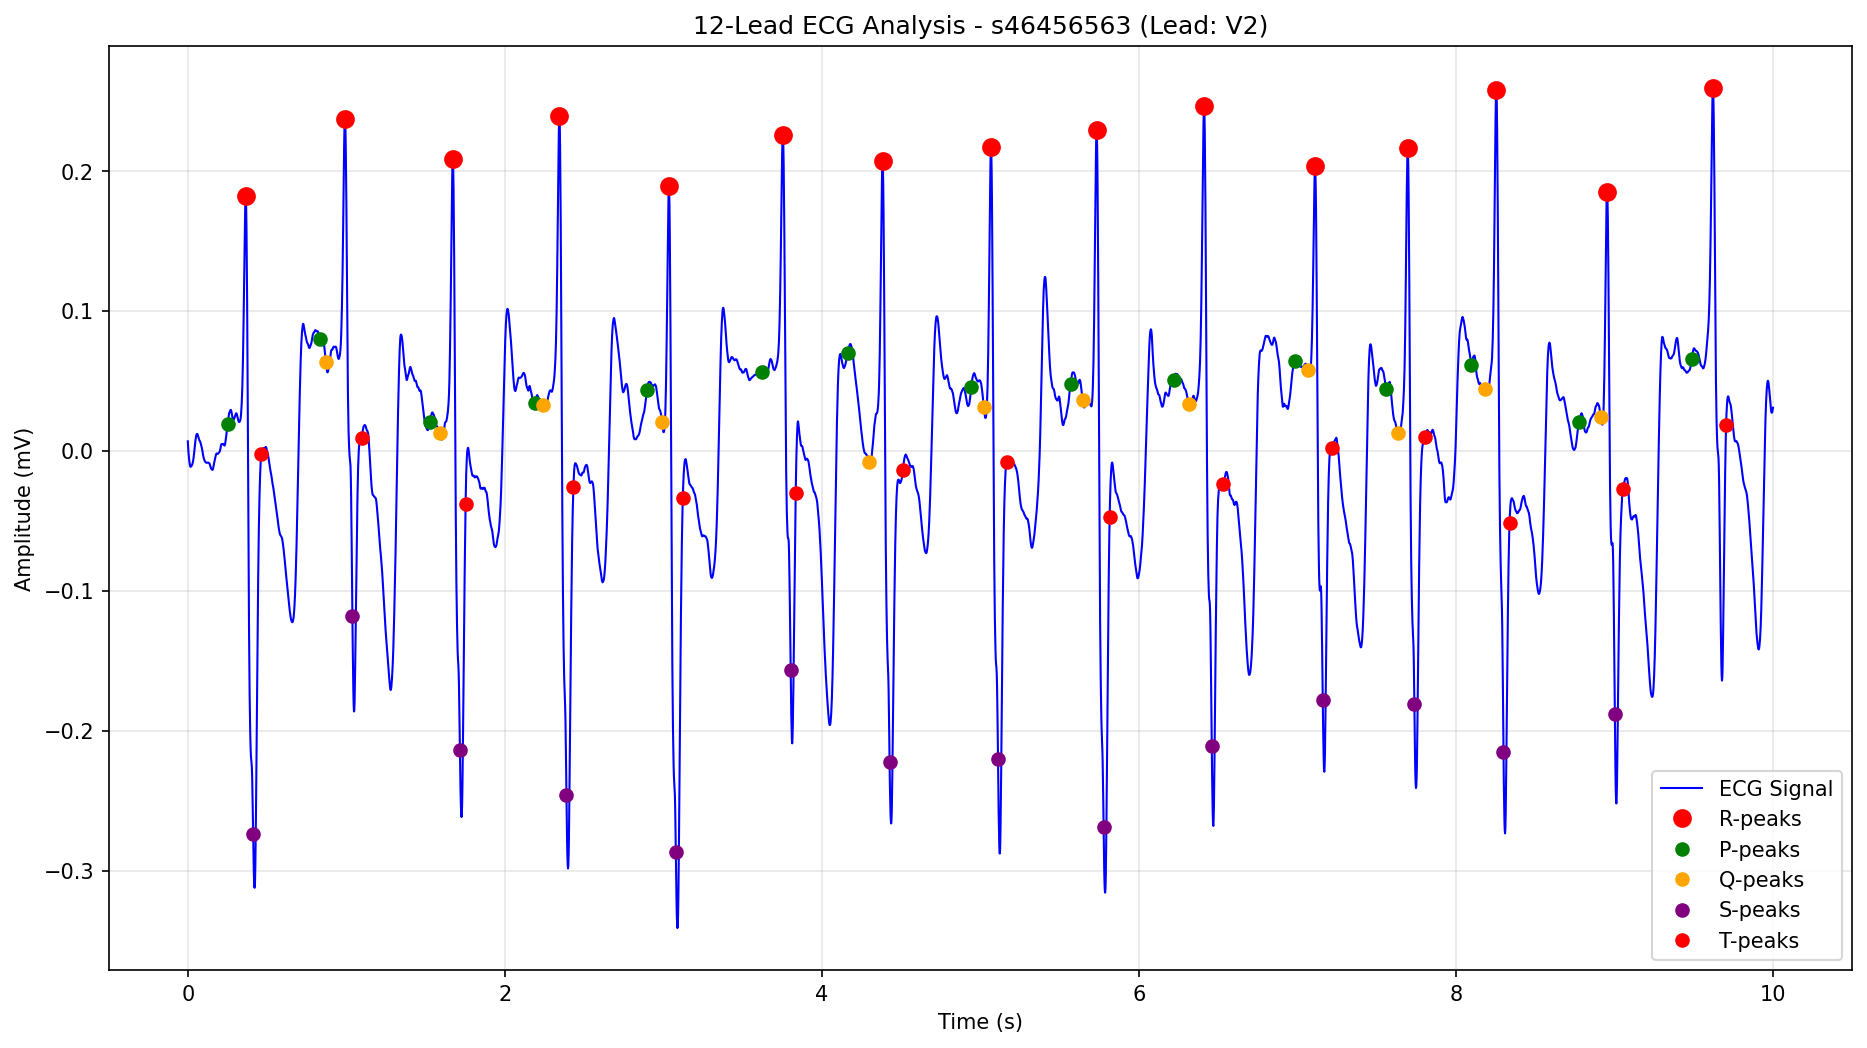 12-Lead ECG Analysis - s46456563 (Lead: V2)
Amplitude (mV)
0.2
0.1
0.0
−0.1
−0.2
−0.3
0 2 4 6 8 10
Time (s)
ECG Signal
R-peaks
P-peaks
Q-peaks
S-peaks
T-peaks